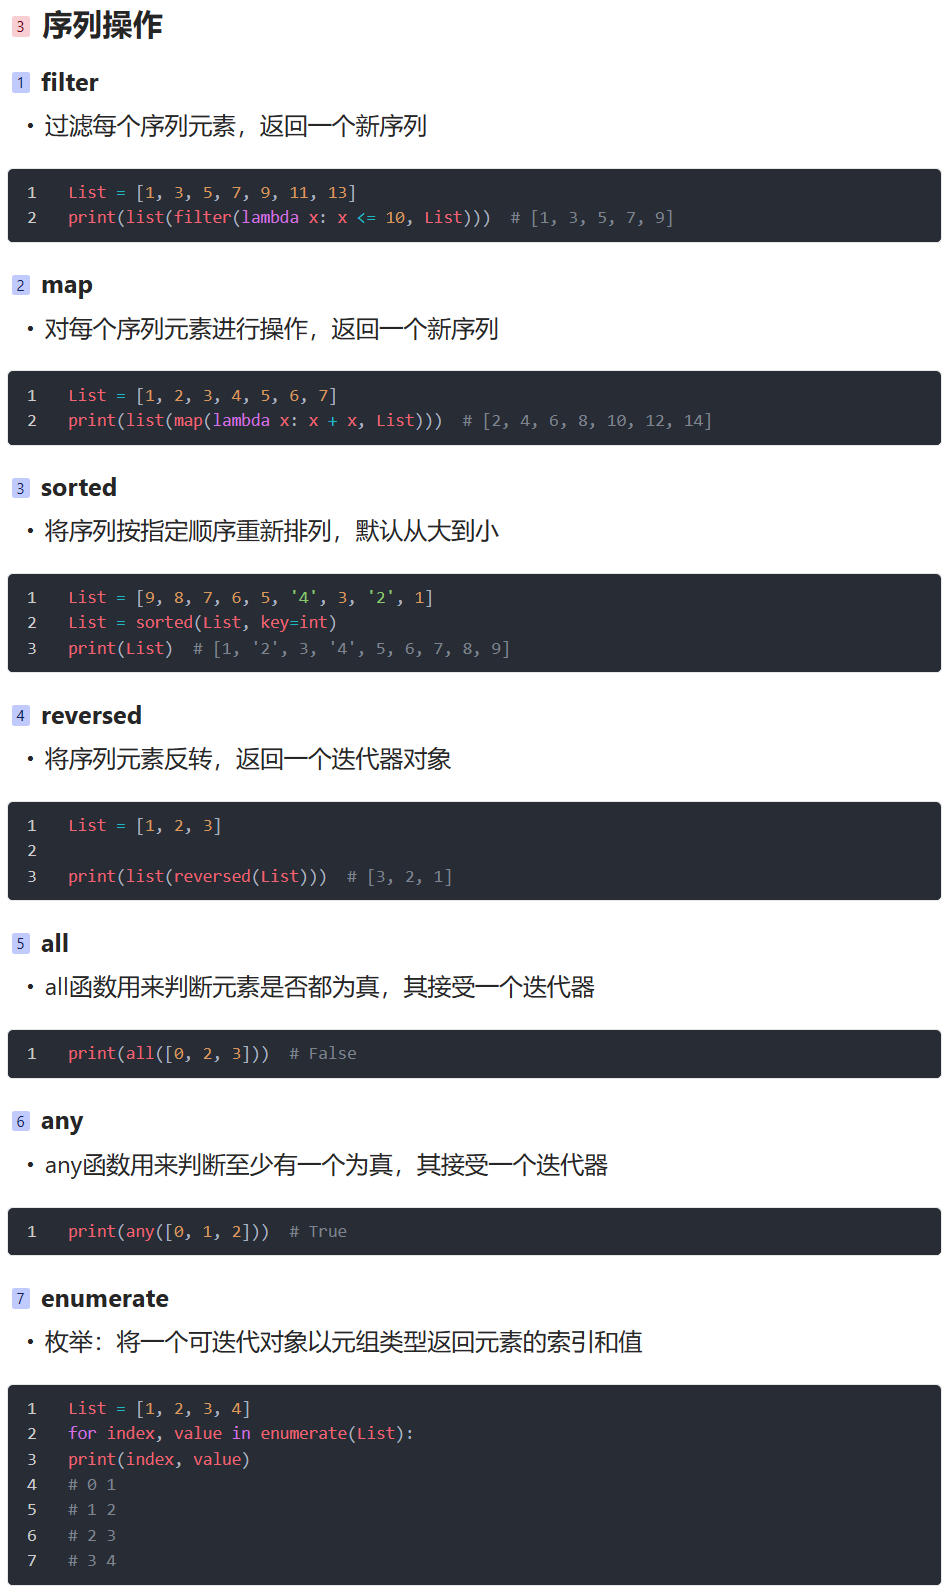 3 序列操作
1 filter
• 过滤每个序列元素，返回一个新序列
1 List = [1, 3, 5, 7, 9, 11, 13]
2 print(list(filter(lambda x: x <= 10, List)))  # [1, 3, 5, 7, 9]
2 map
• 对每个序列元素进行操作，返回一个新序列
1 List = [1, 2, 3, 4, 5, 6, 7]
2 print(list(map(lambda x: x + x, List)))  # [2, 4, 6, 8, 10, 12, 14]
3 sorted
• 将序列按指定顺序重新排列，默认从大到小
1 List = [9, 8, 7, 6, 5, '4', 3, '2', 1]
2 List = sorted(List, key=int)
3 print(List)  # [1, '2', 3, '4', 5, 6, 7, 8, 9]
4 reversed
• 将序列元素反转，返回一个迭代器对象
1 List = [1, 2, 3]
2
3 print(list(reversed(List)))  # [3, 2, 1]
5 all
• all函数用来判断元素是否都为真，其接受一个迭代器
1 print(all([0, 2, 3]))  # False
6 any
• any函数用来判断至少有一个为真，其接受一个迭代器
1 print(any([0, 1, 2]))  # True
7 enumerate
• 枚举：将一个可迭代对象以元组类型返回元素的索引和值
1 List = [1, 2, 3, 4]
2 for index, value in enumerate(List):
3 print(index, value)
4 # 0 1
5 # 1 2
6 # 2 3
7 # 3 4